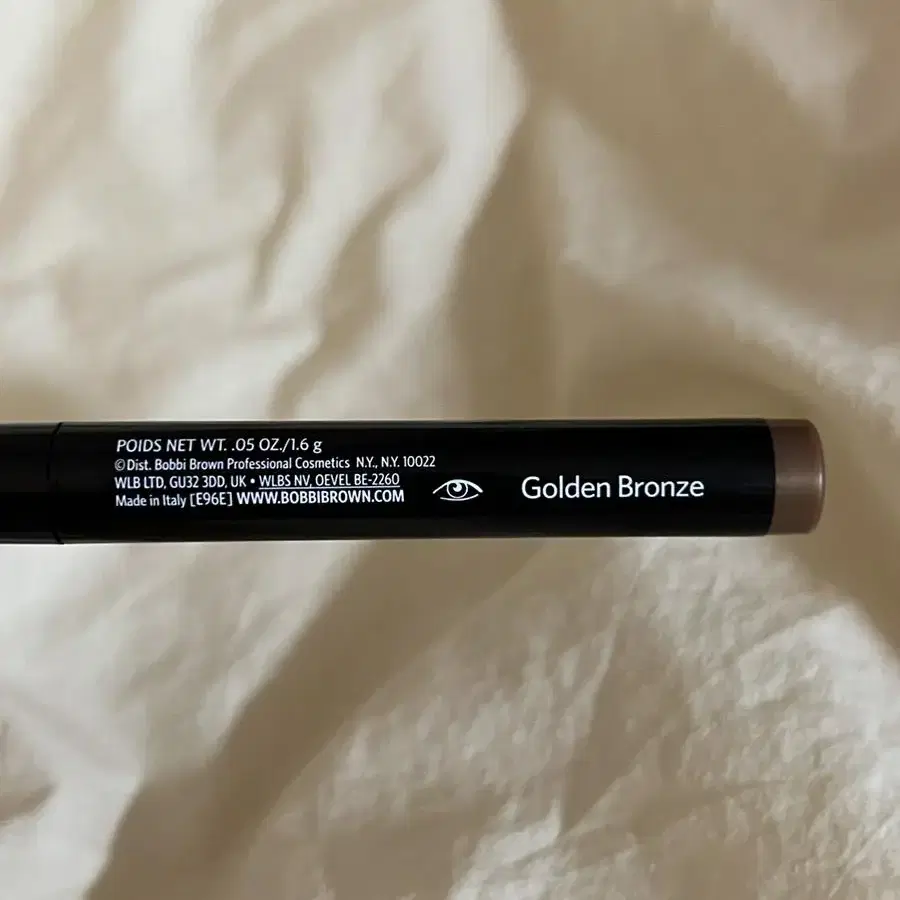 POIDS NET WT. .05 OZ./1.6 g
©Dist. Bobbi Brown Professional Cosmetics N.Y., N.Y. 10022
WLB LTD, GU32 3DD, UK • WLBS NV, OEVEL BE-2260
Made in Italy [E96E] WWW.BOBBIBROWN.COM
Golden Bronze